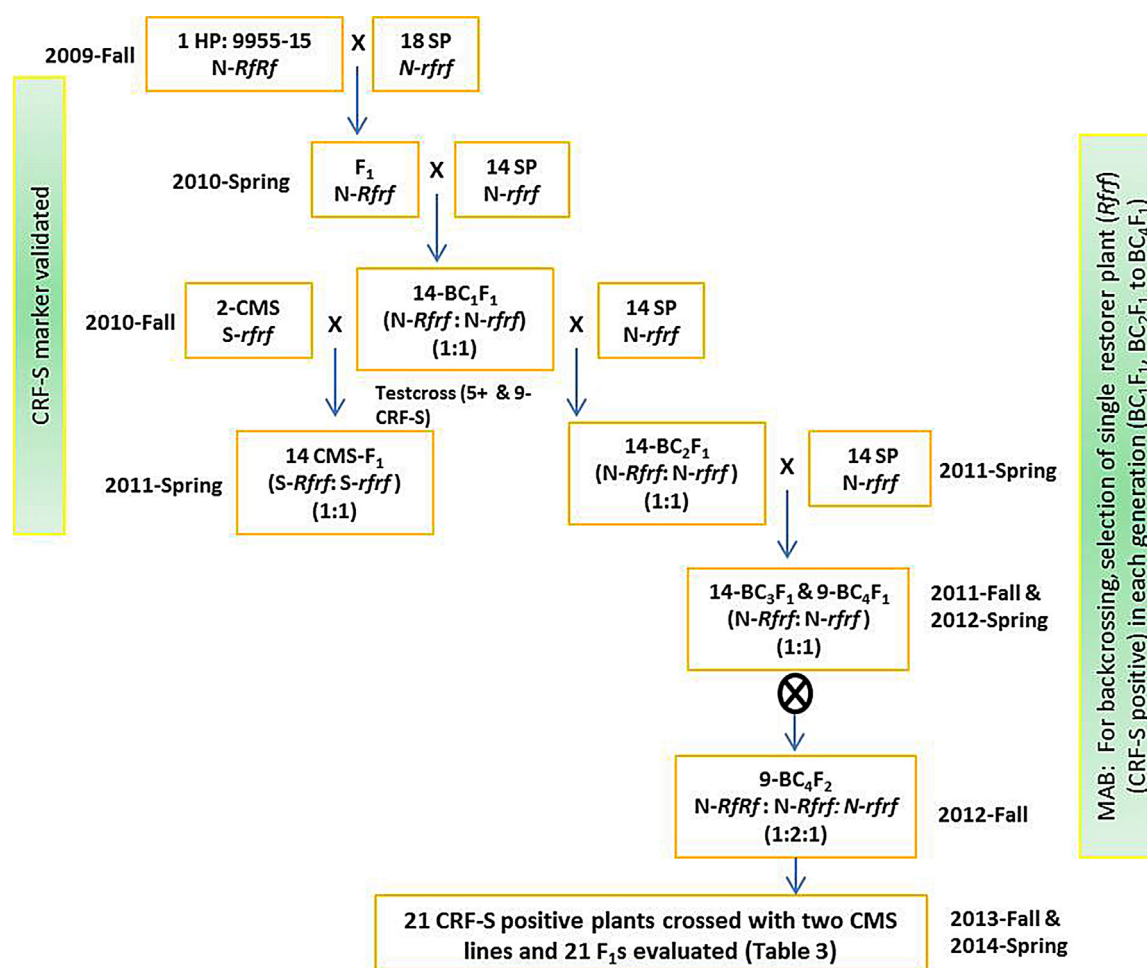 2009-Fall
1 HP: 9955-15
N-RfRf
X
18 SP
N-rfrf
CRF-S marker validated
2010-Spring
F1
N-Rfrf
X
14 SP
N-rfrf
2010-Fall
2-CMS
S-rfrf
X
14-BC1F1
(N-Rfrf: N-rfrf)
(1:1)
X
14 SP
N-rfrf
Testcross (5+ & 9-
CRF-S)
2011-Spring
14 CMS-F1
(S-Rfrf: S-rfrf)
(1:1)
14-BC2F1
(N-Rfrf: N-rfrf)
(1:1)
X
14 SP
N-rfrf
2011-Spring
14-BC3F1 & 9-BC4F1
(N-Rfrf: N-rfrf)
(1:1)
2011-Fall &
2012-Spring
9-BC4F2
N-RfRf: N-Rfrf: N-rfrf
(1:2:1)
2012-Fall
21 CRF-S positive plants crossed with two CMS
lines and 21 F1s evaluated (Table 3)
2013-Fall &
2014-Spring
MAB: For backcrossing, selection of single restorer plant (Rfrf)
(CRF-S positive) in each generation (BC1F1, BC2F1 to BC4F1)